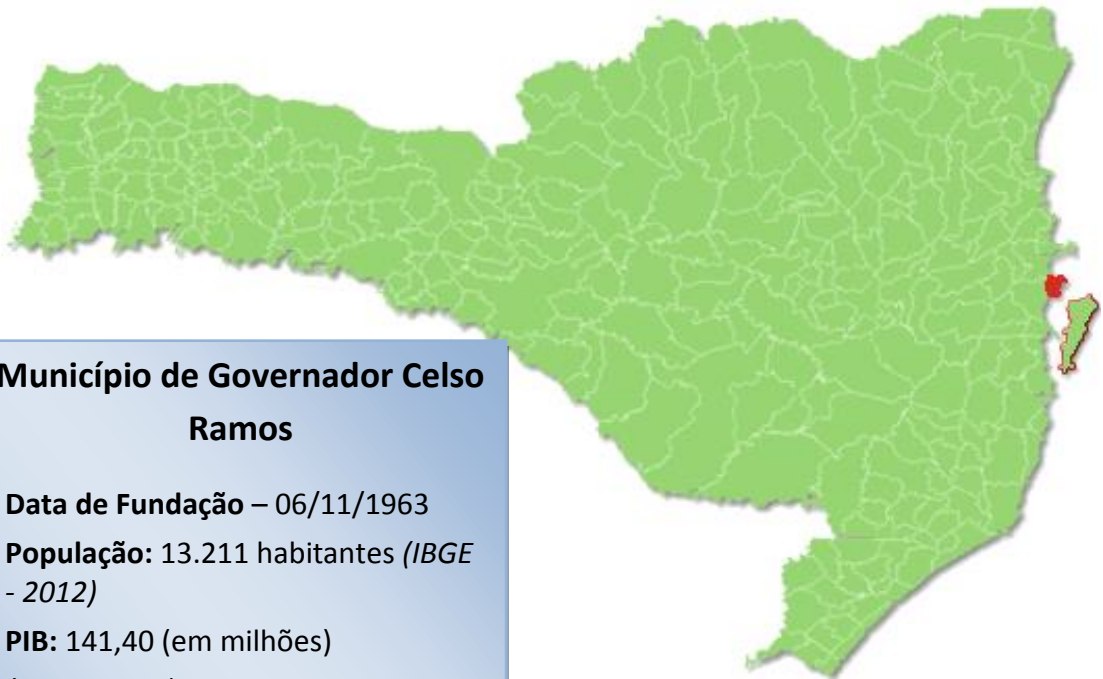 Município de Governador Celso
Ramos
Data de Fundação – 06/11/1963
População: 13.211 habitantes (IBGE
- 2012)
PIB: 141,40 (em milhões)